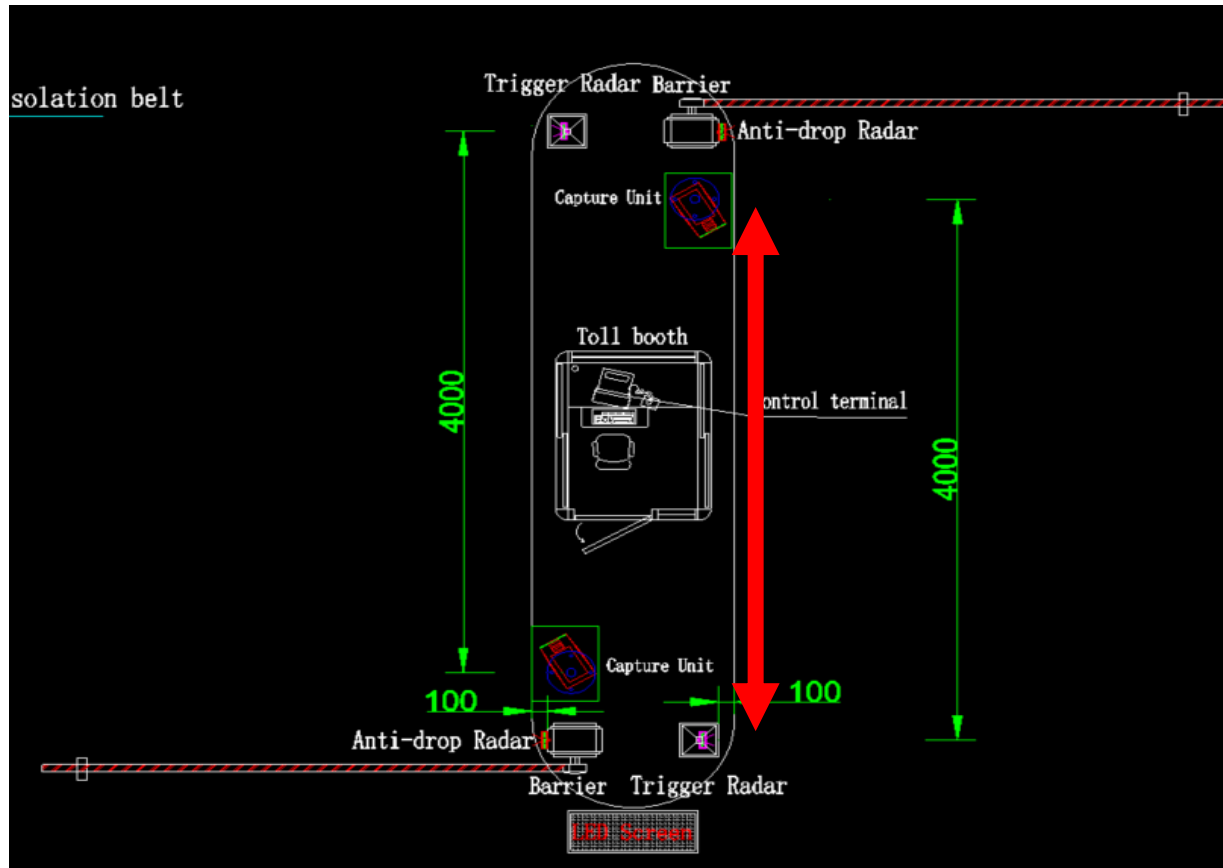 Trigger Radar Barrier
solation belt
Anti-drop Radar
Capture Unit
Toll booth
4000
ontrol terminal
4000
Capture Unit
100
100
Anti-drop Radar
Barrier Trigger Radar
LED Screen